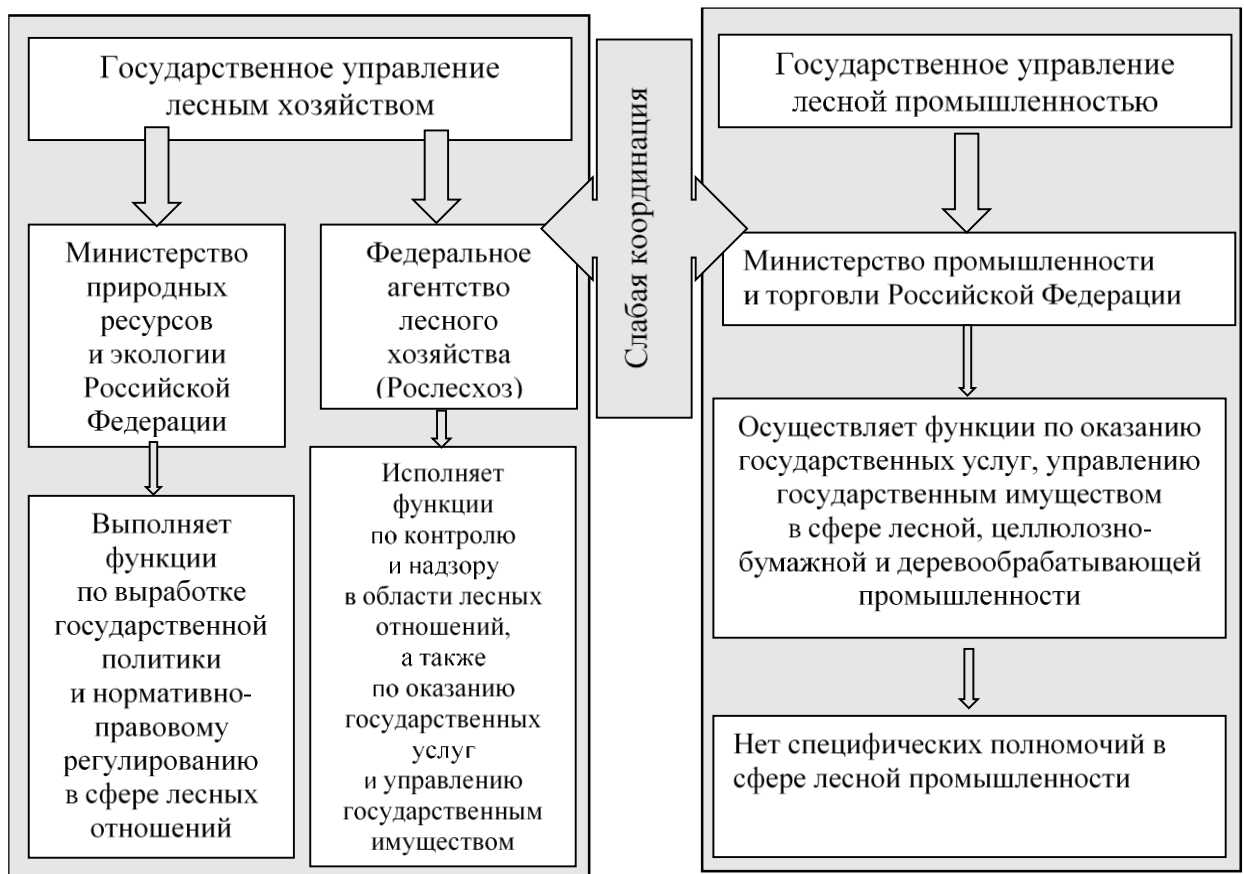 Государственное управление
лесным хозяйством
Министерство
природных
ресурсов
и экологии
Российской
Федерации
Выполняет
функции
по выработке
государственной
политики
и нормативно-
правовому
регулированию
в сфере лесных
отношений
Федеральное
агентство
лесного
хозяйства
(Рослесхоз)
Исполняет
функции
по контролю
и надзору
в области лесных
отношений,
а также
по оказанию
государственных
услуг
и управлению
государственным
имуществом
Слабая координация
Государственное управление
лесной промышленностью
Министерство промышленности
и торговли Российской Федерации
Осуществляет функции по оказанию
государственных услуг, управлению
государственным имуществом
в сфере лесной, целлюлозно-
бумажной и деревообрабатывающей
промышленности
Нет специфических полномочий в
сфере лесной промышленности